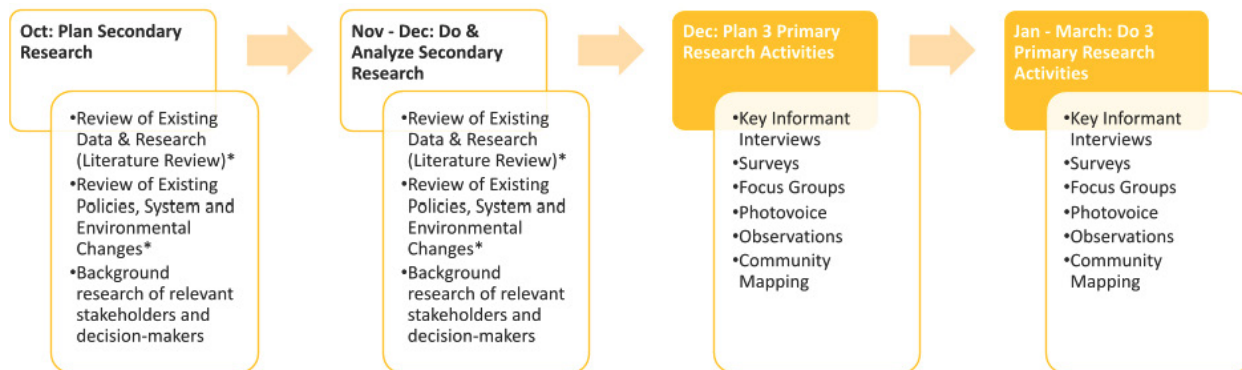 Oct: Plan Secondary
Research
•Review of Existing
Data & Research
(Literature Review)*
•Review of Existing
Policies, System and
Environmental
Changes*
•Background
research of relevant
stakeholders and
decision-makers
Nov - Dec: Do &
Analyze Secondary
Research
•Review of Existing
Data & Research
(Literature Review)*
•Review of Existing
Policies, System and
Environmental
Changes*
•Background
research of relevant
stakeholders and
decision-makers
Dec: Plan 3 Primary
Research Activities
•Key Informant
Interviews
•Surveys
•Focus Groups
•Photovoice
•Observations
•Community
Mapping
Jan - March: Do 3
Primary Research
Activities
•Key Informant
Interviews
•Surveys
•Focus Groups
•Photovoice
•Observations
•Community
Mapping